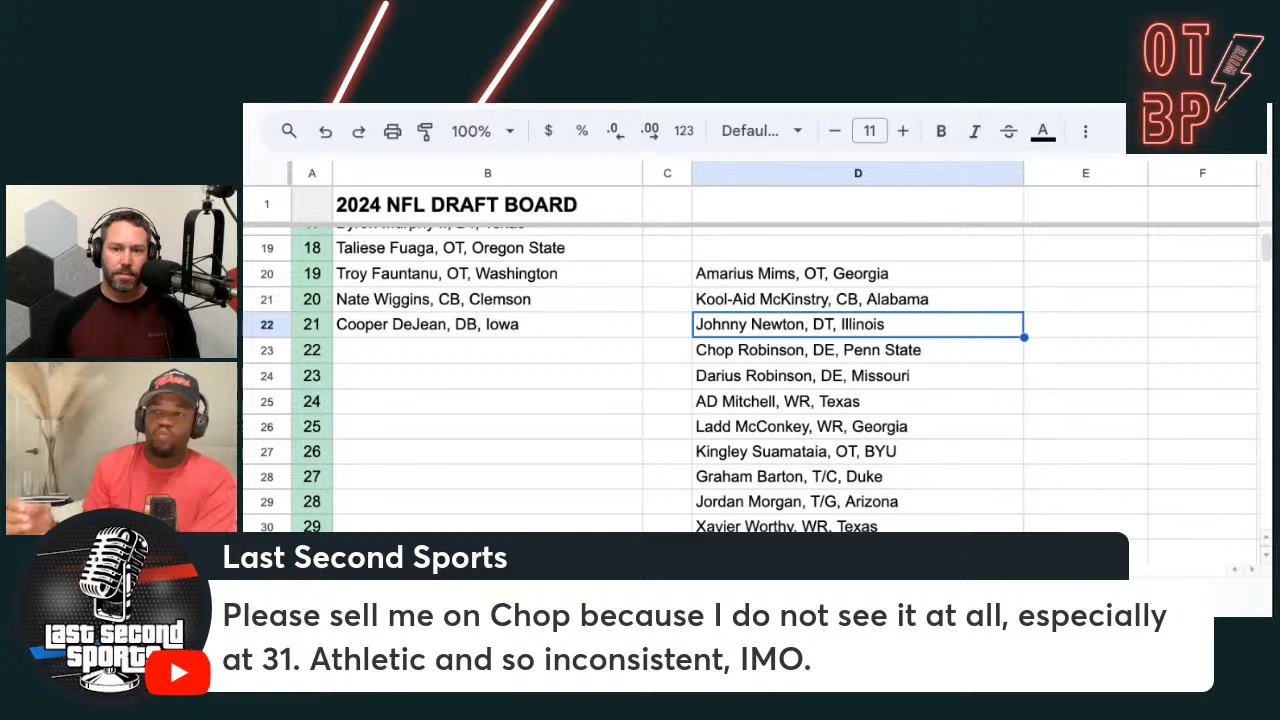 OT
WITH
BP
100%
$
%
.0
.00
123
Defaul...
11
B
I
A
A
B
C
D
E
F
1
2024 NFL DRAFT BOARD
19
18
Taliese Fuaga, OT, Oregon State
20
19
Troy Fauntanu, OT, Washington
Amarius Mims, OT, Georgia
21
20
Nate Wiggins, CB, Clemson
Kool-Aid McKinstry, CB, Alabama
22
21
Cooper DeJean, DB, Iowa
Johnny Newton, DT, Illinois
23
22
Chop Robinson, DE, Penn State
24
23
Darius Robinson, DE, Missouri
25
24
AD Mitchell, WR, Texas
26
25
Ladd McConkey, WR, Georgia
27
26
Kingley Suamataia, OT, BYU
28
27
Graham Barton, T/C, Duke
29
28
Jordan Morgan, T/G, Arizona
30
29
Xavier Worthy, WR, Texas
Last Second Sports
Please sell me on Chop because I do not see it at all, especially
at 31. Athletic and so inconsistent, IMO.
LAST SECOND
SPORTS